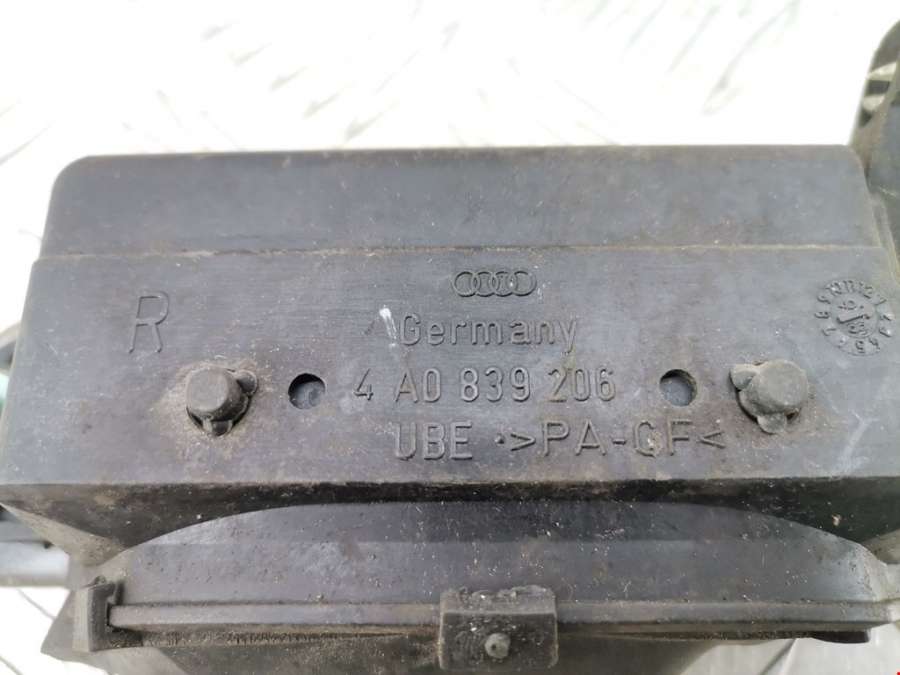 R
Germany
4 A0 839 206
UBE >PA-GF<